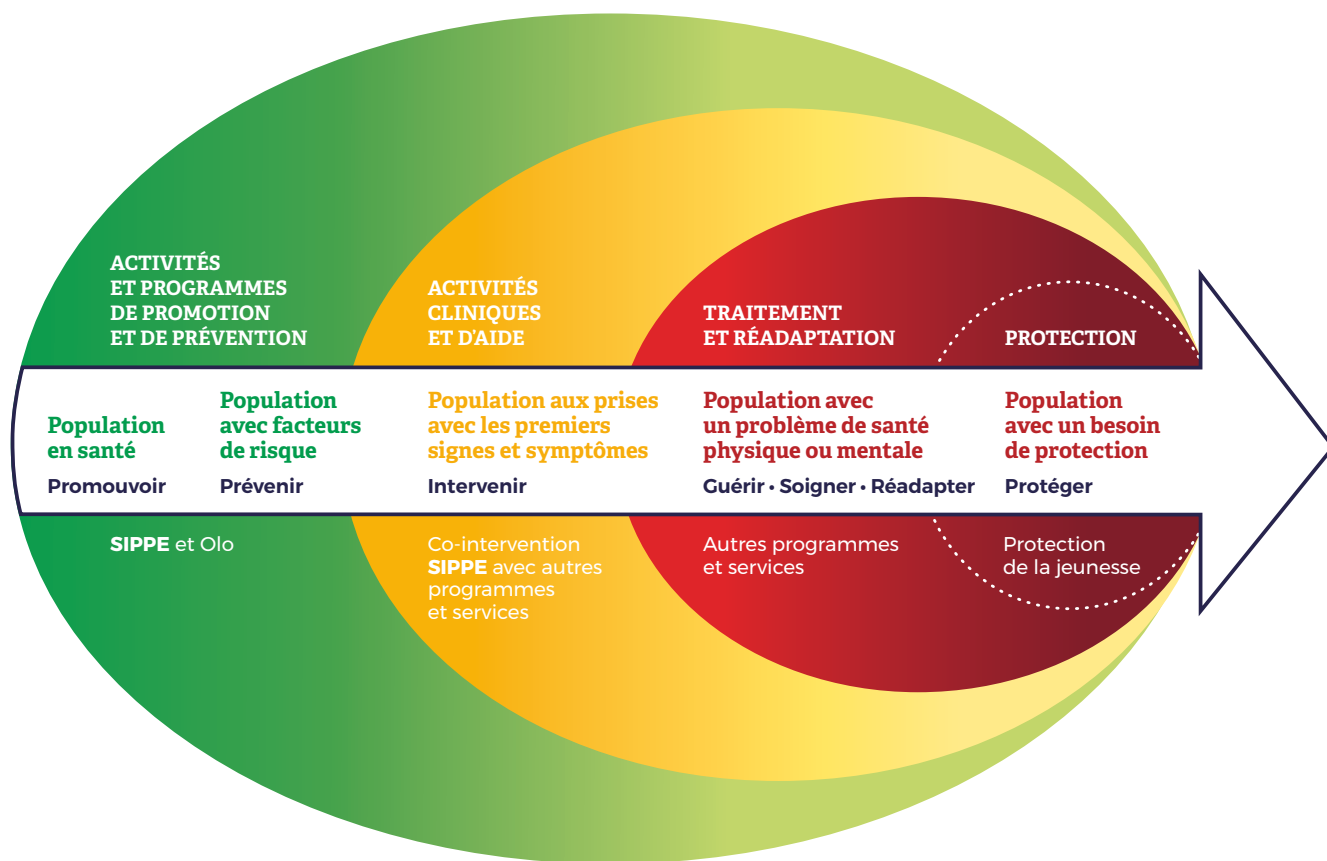 ACTIVITÉS
ET PROGRAMMES
DE PROMOTION
ET DE PRÉVENTION
ACTIVITÉS
CLINIQUES
ET D'AIDE
TRAITEMENT
ET RÉADAPTATION
PROTECTION
Population
en santé
Promouvoir
Population
avec facteurs
de risque
Prévenir
Population aux prises
avec les premiers
signes et symptômes
Intervenir
Population avec
un problème de santé
physique ou mentale
Guérir • Soigner • Réadapter
Population
avec un besoin
de protection
Protéger
SIPPE et Olo
Co-intervention
SIPPE avec autres
programmes
et services
Autres programmes
et services
Protection
de la jeunesse